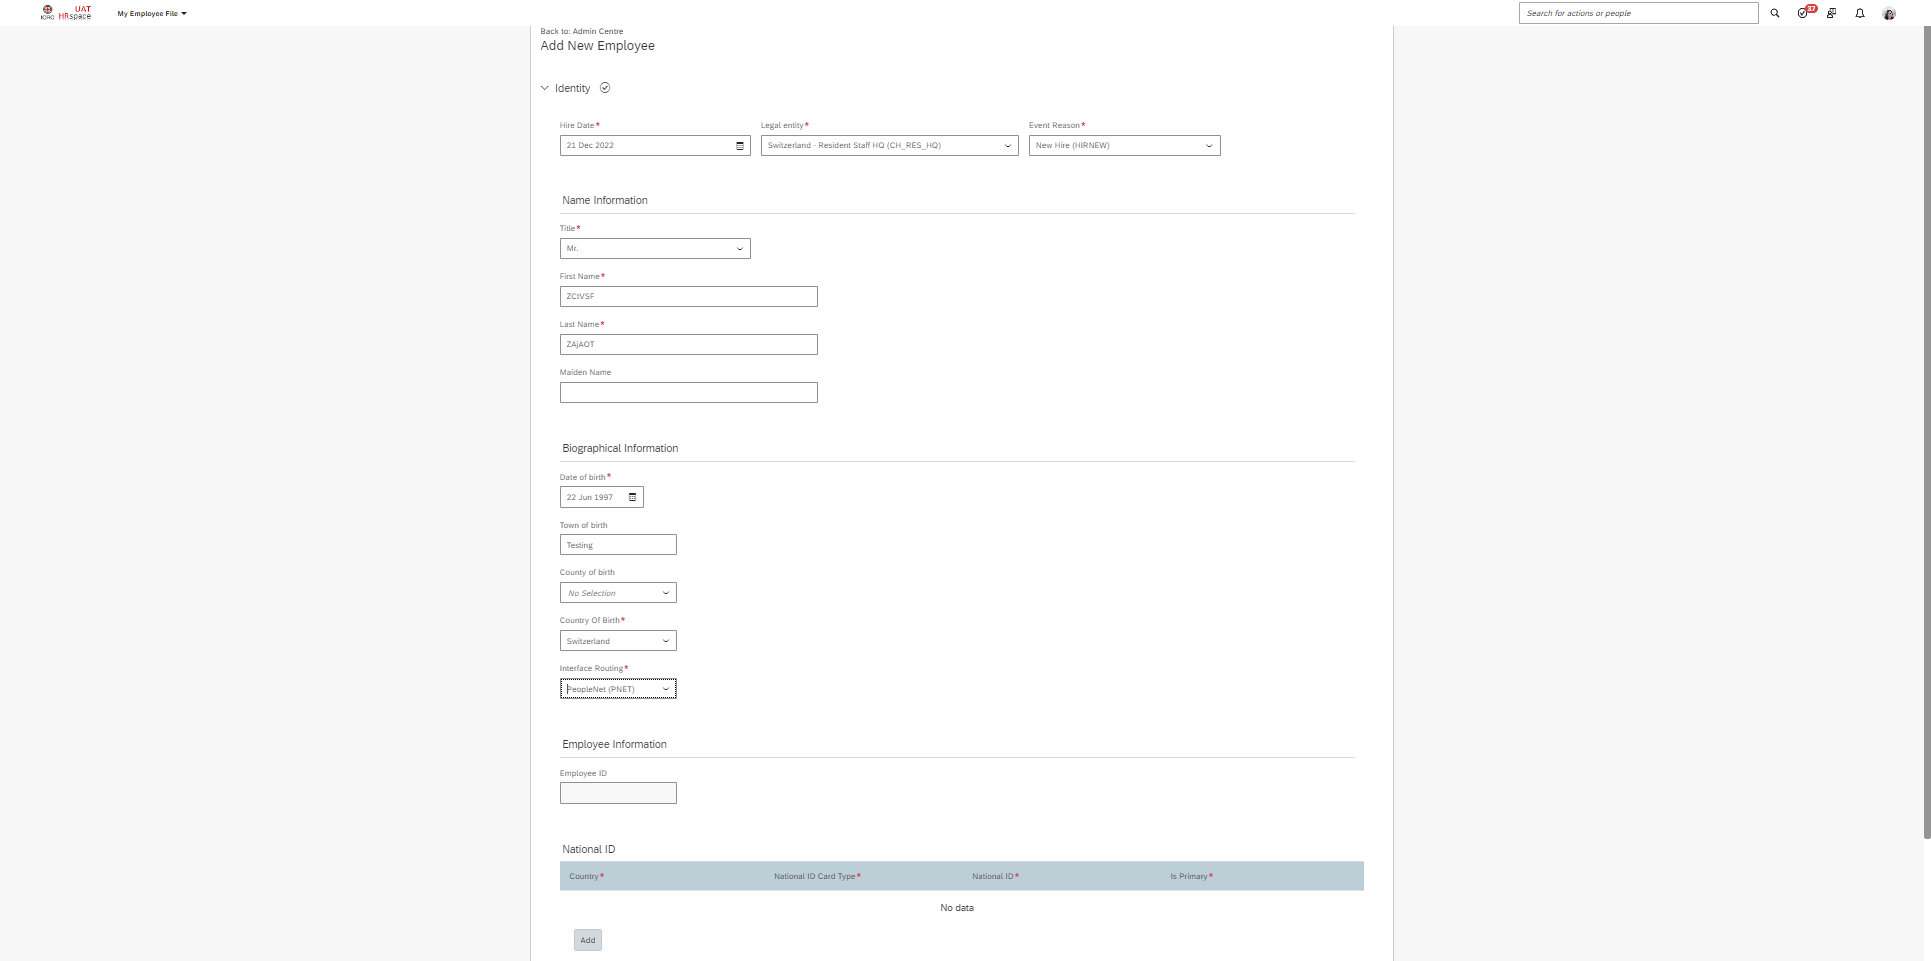 UAT
ICRC HRspace
My Employee File
Search for actions or people
37
Back to: Admin Centre
Add New Employee
Identity
Hire Date* Legal entity* Event Reason*
21 Dec 2022 Switzerland - Resident Staff HQ (CH_RES_HQ) New Hire (HIRNEW)
Name Information
Title*
Mr.
First Name*
ZCtVSF
Last Name*
ZAjAOT
Maiden Name
Biographical Information
Date of birth*
22 Jun 1997
Town of birth
Testing
County of birth
No Selection
Country Of Birth*
Switzerland
Interface Routing*
PeopleNet (PNET)
Employee Information
Employee ID
National ID
Country* National ID Card Type* National ID* Is Primary*
No data
Add